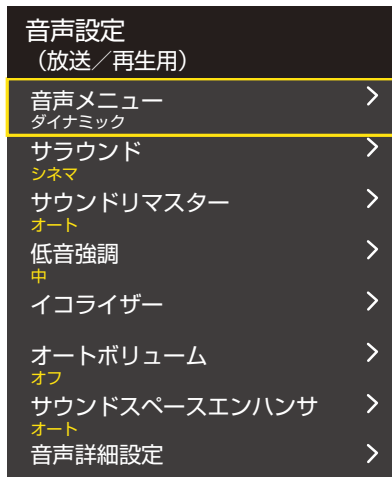 音声設定
（放送／再生用）
音声メニュー
ダイナミック
サラウンド
シネマ
サウンドリマスター
オート
低音強調
中
イコライザー
オートボリューム
オフ
サウンドスペースエンハンサ
オート
音声詳細設定